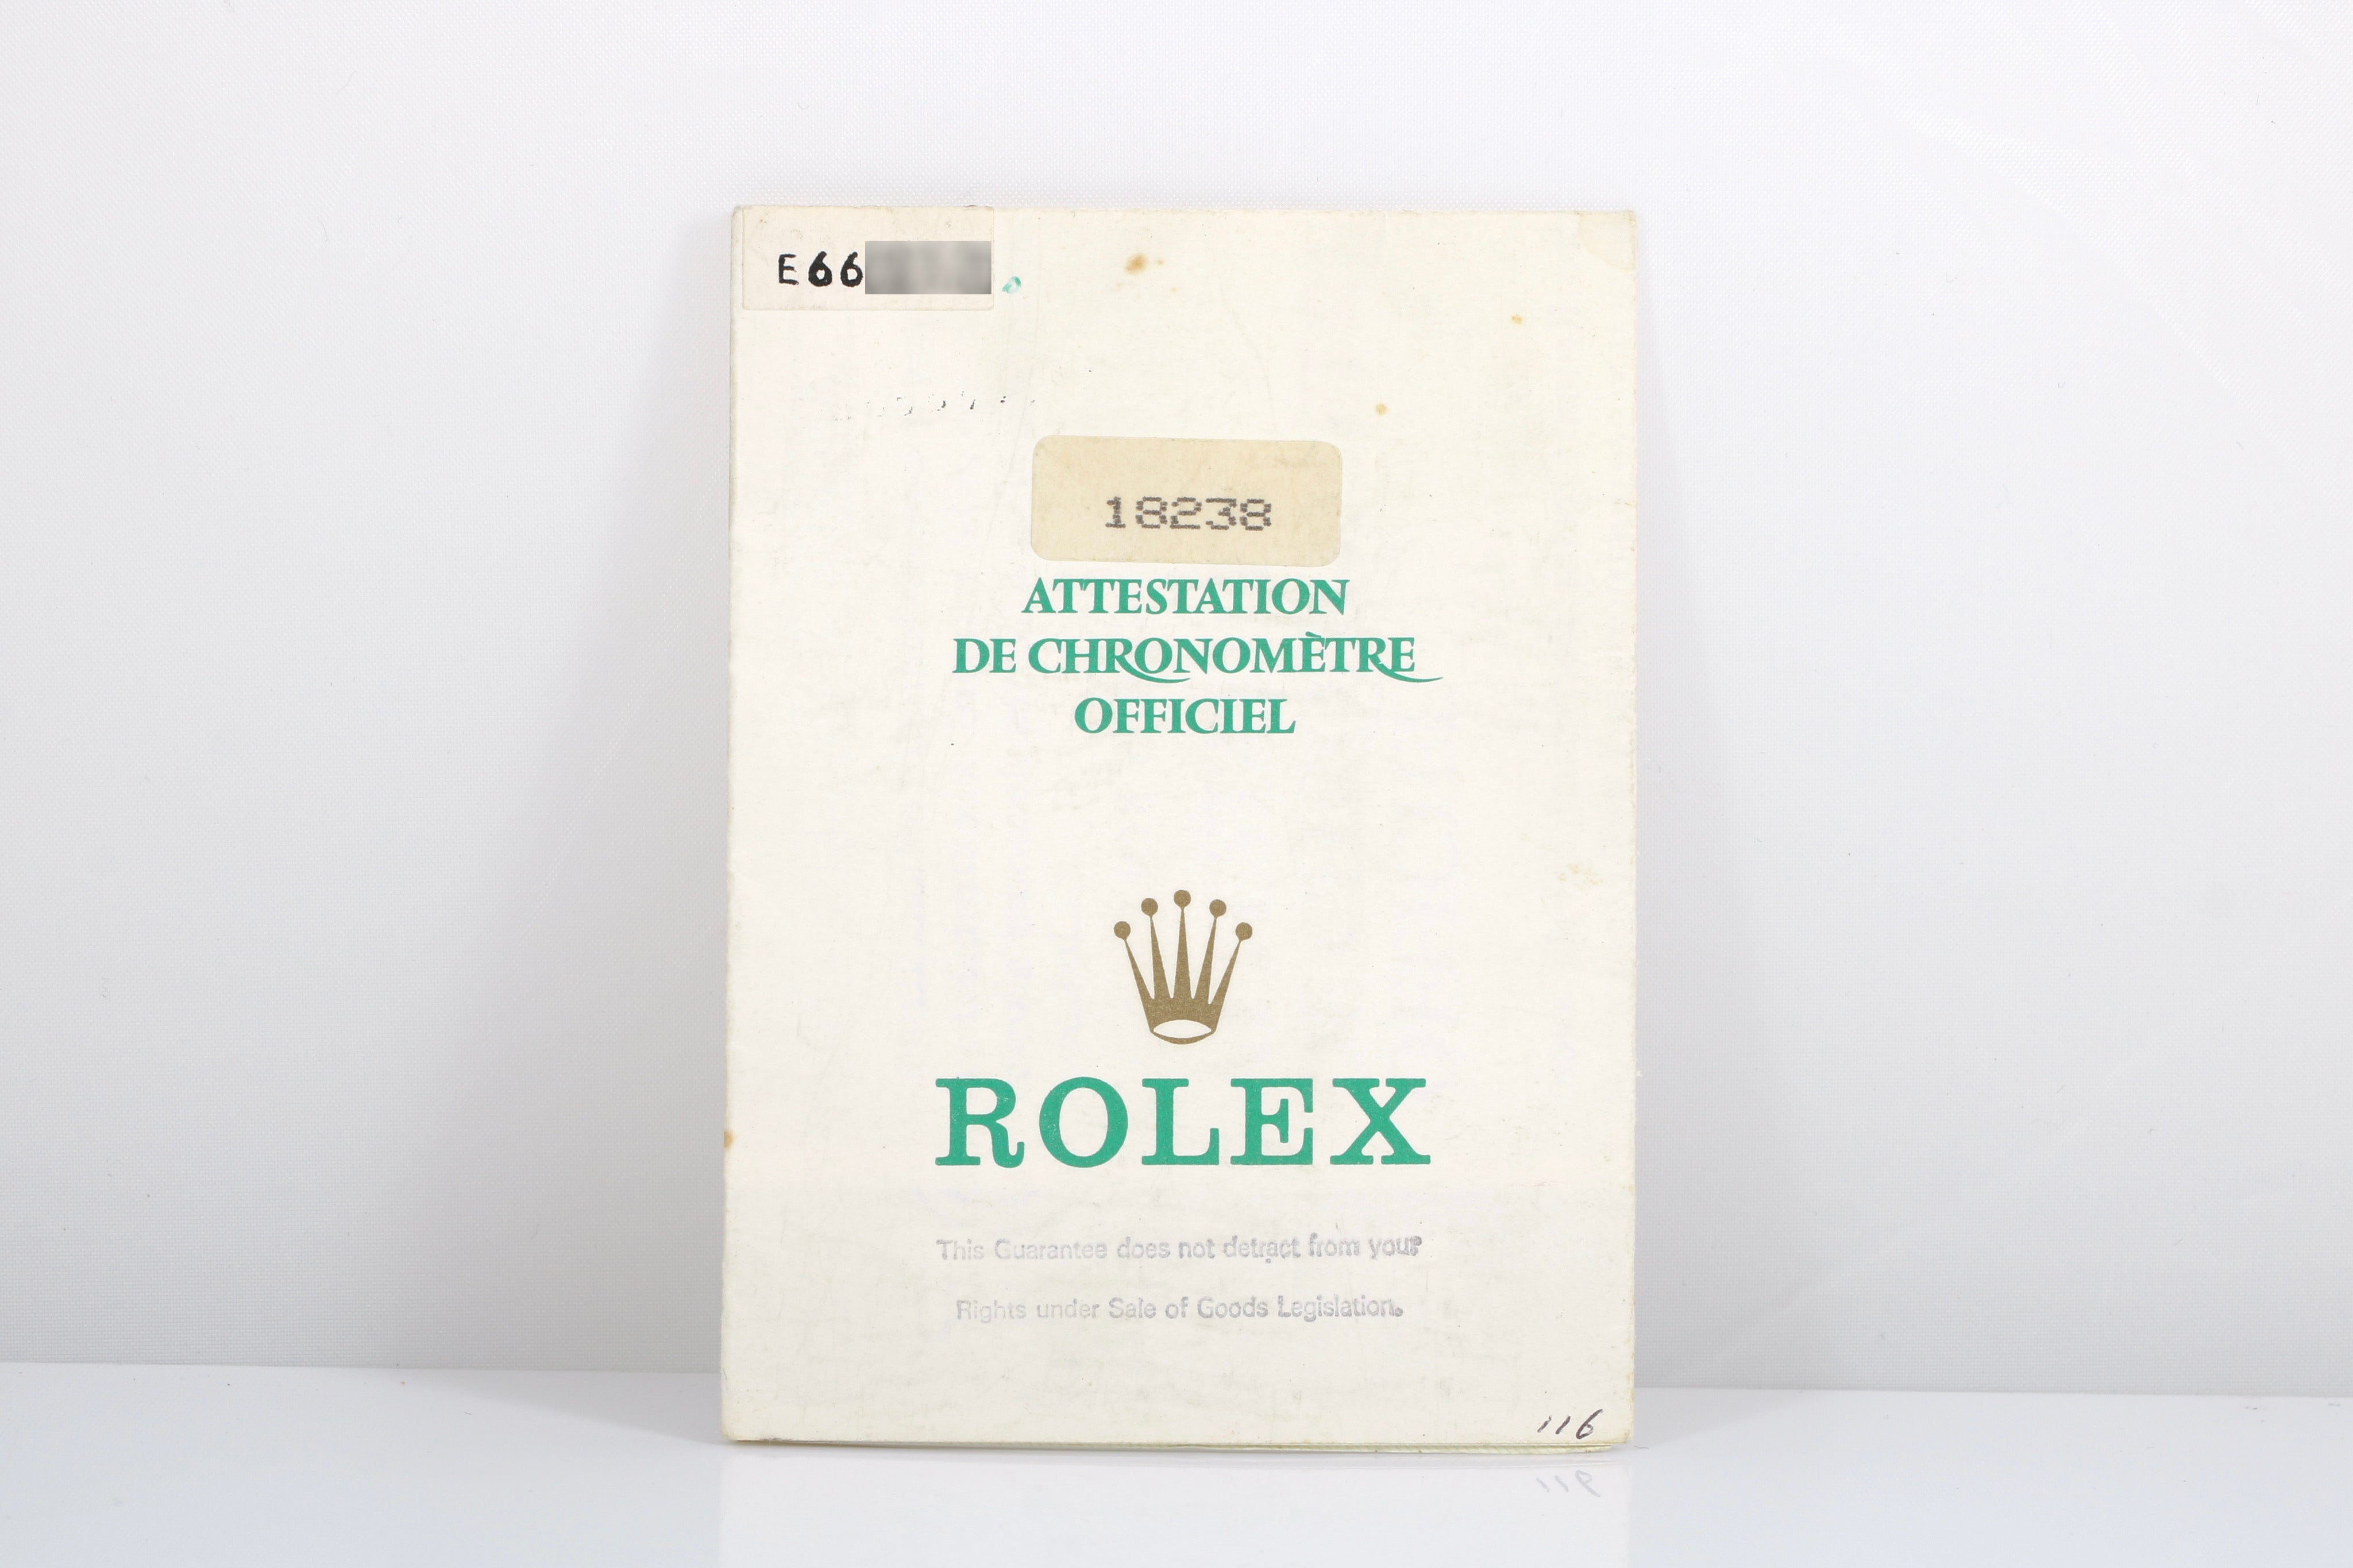 E66
18238
ATTESTATION
DE CHRONOMÈTRE
OFFICIEL
ROLEX
This Guarantee does not detract from your
Rights under Sale of Goods Legislation.
116